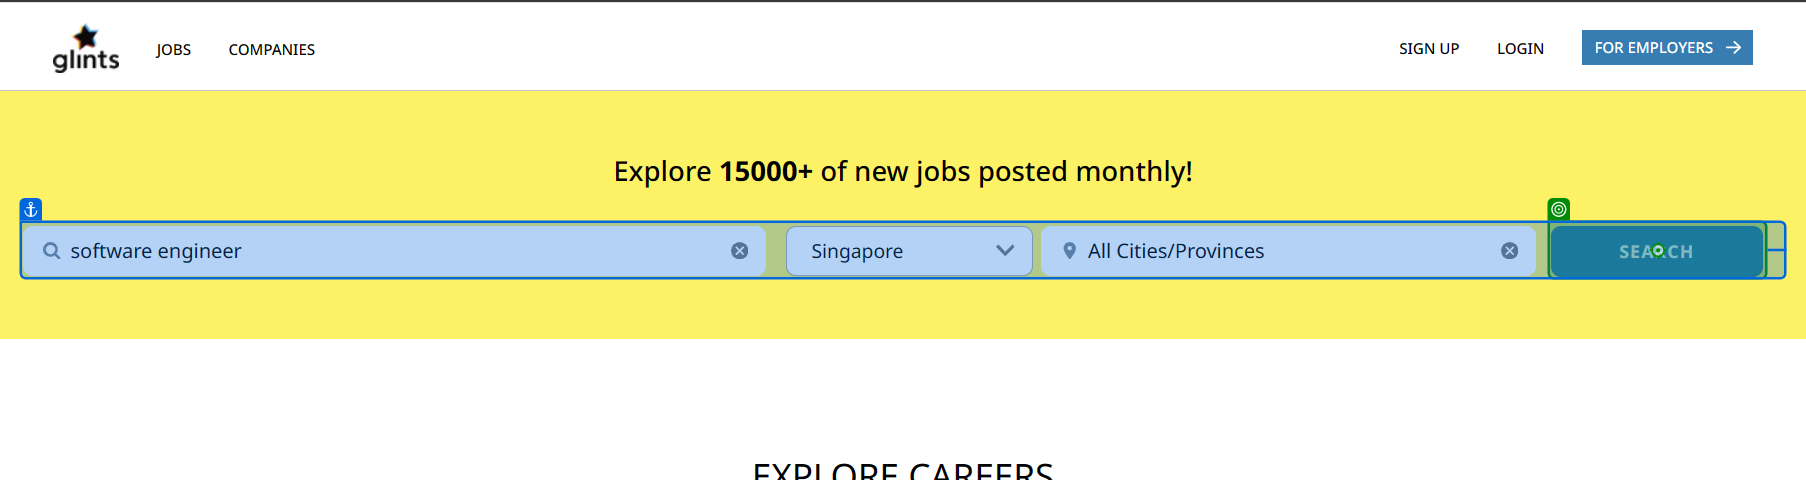 glints
JOBS
COMPANIES
SIGN UP
LOGIN
FOR EMPLOYERS
Explore 15000+ of new jobs posted monthly!
software engineer
Singapore
All Cities/Provinces
SEARCH
EXPLORE CAREERS